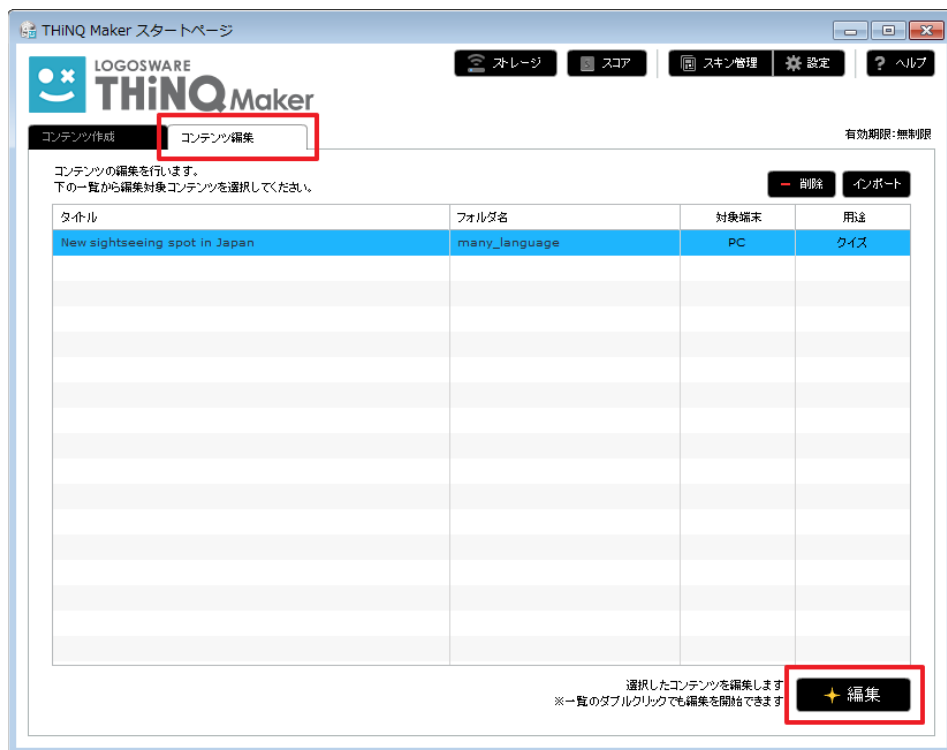 THiNQ Maker スタートページ
LOGOSWARE
THiNQ Maker
ストレージ
スコア
スキン管理
設定
? ヘルプ
コンテンツ作成
コンテンツ編集
有効期限:無制限
コンテンツの編集を行います。
下の一覧から編集対象コンテンツを選択してください。
削除
インポート
タイトル
フォルダ名
対象端末
用途
New sightseeing spot in Japan
many_language
PC
クイズ
選択したコンテンツを編集します
※一覧のダブルクリックでも編集を開始できます
編集